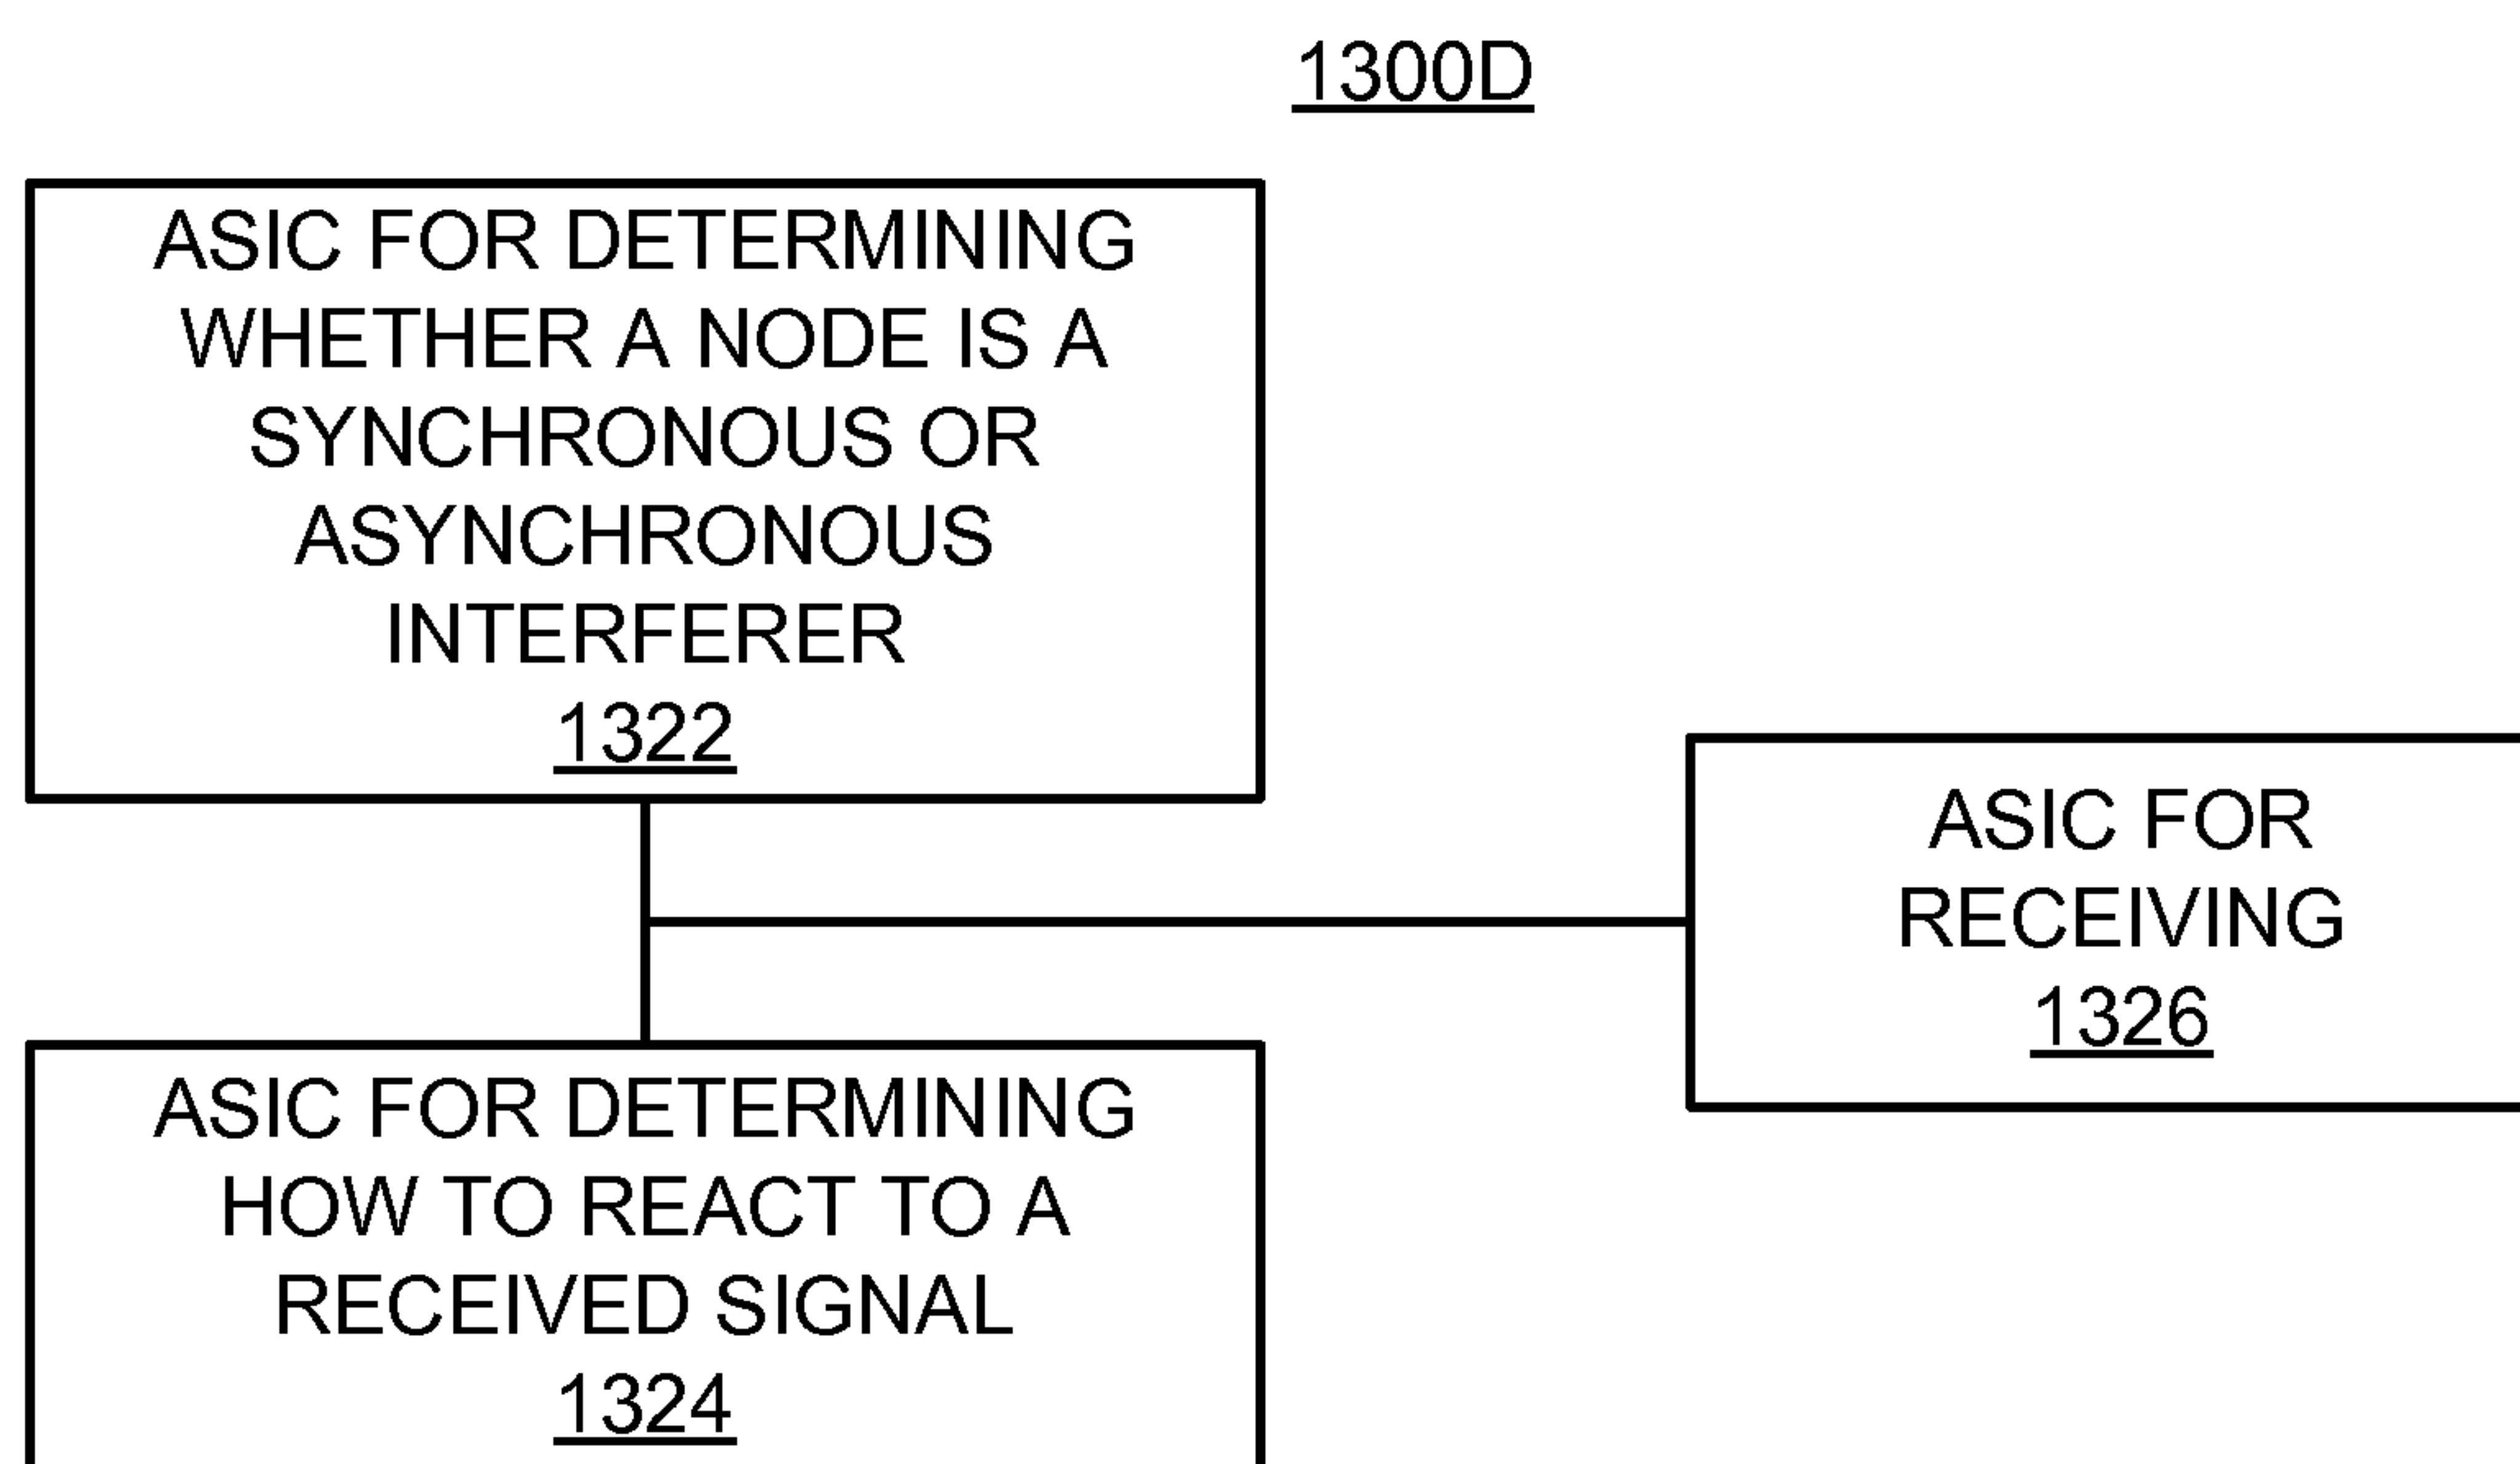 1300D
ASIC FOR DETERMINING
WHETHER A NODE IS A
SYNCHRONOUS OR
ASYNCHRONOUS
INTERFERER
1322
ASIC FOR
RECEIVING
1326
ASIC FOR DETERMINING
HOW TO REACT TO A
RECEIVED SIGNAL
1324